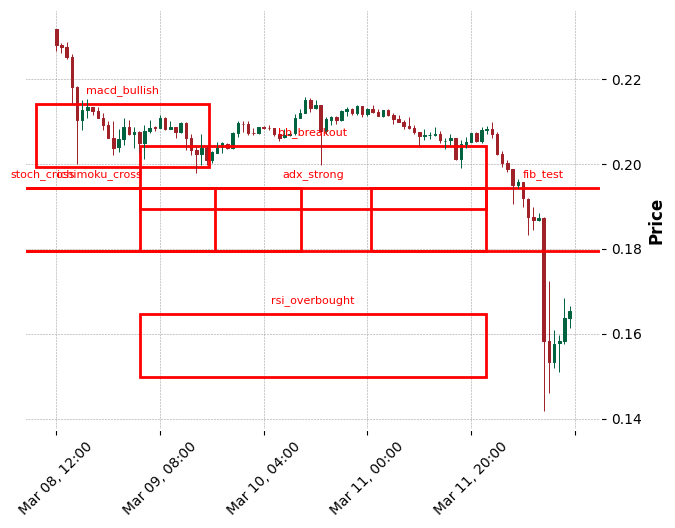 0.22
macd_bullish
bb_breakout
0.20
stoch_cross
ichimoku_cross
adx_strong
fib_test
Price
0.18
rsi_overbought
0.16
0.14
Mar 08, 12:00
Mar 09, 08:00
Mar 10, 04:00
Mar 11, 00:00
Mar 11, 20:00